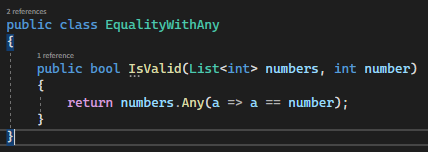 2 references
public class EqualityWithAny
{
1 reference
public bool IsValid(List<int> numbers, int number)
{
return numbers.Any(a => a == number);
}
}